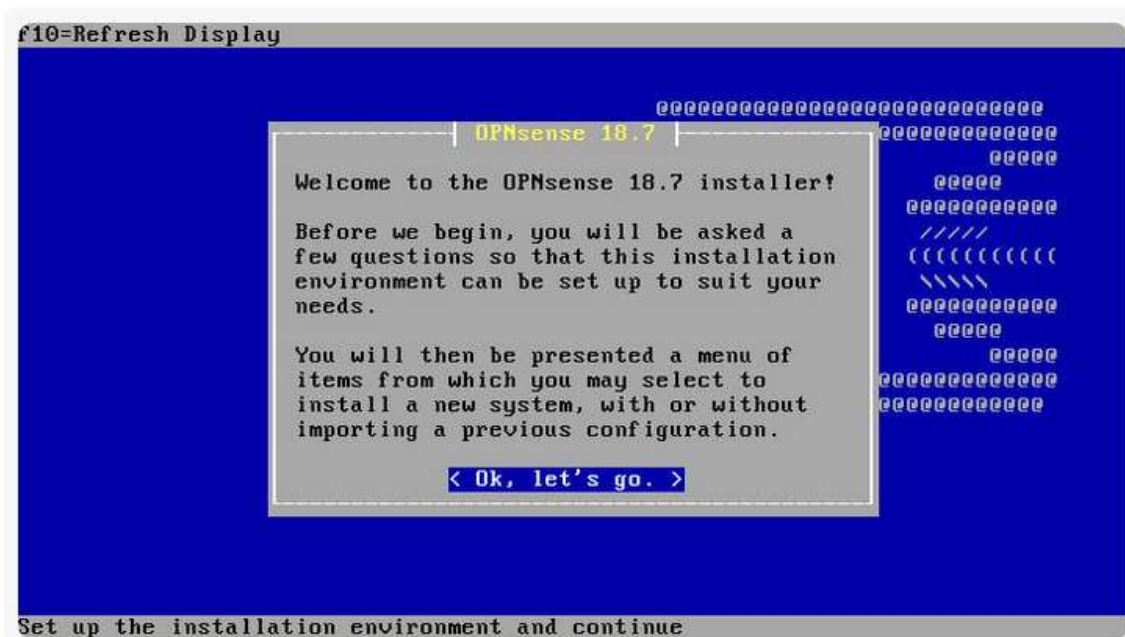 f10=Refresh Display
@@@@@@@@@@@@@@@@@@@@@@@@@@@@
OPNsense 18.7 @@@@@@@@@@@@@
@@@@@
Welcome to the OPNsense 18.7 installer! @@@@@
@@@@@@@@@@@
Before we begin, you will be asked a /////
few questions so that this installation (((((((((((
environment can be set up to suit your \\\\\
needs. @@@@@@@@@@@
@@@@@
You will then be presented a menu of @@@@@
items from which you may select to @@@@@@@@@@@@@
install a new system, with or without @@@@@@@@@@@@
importing a previous configuration.
< Ok, let's go. >
Set up the installation environment and continue